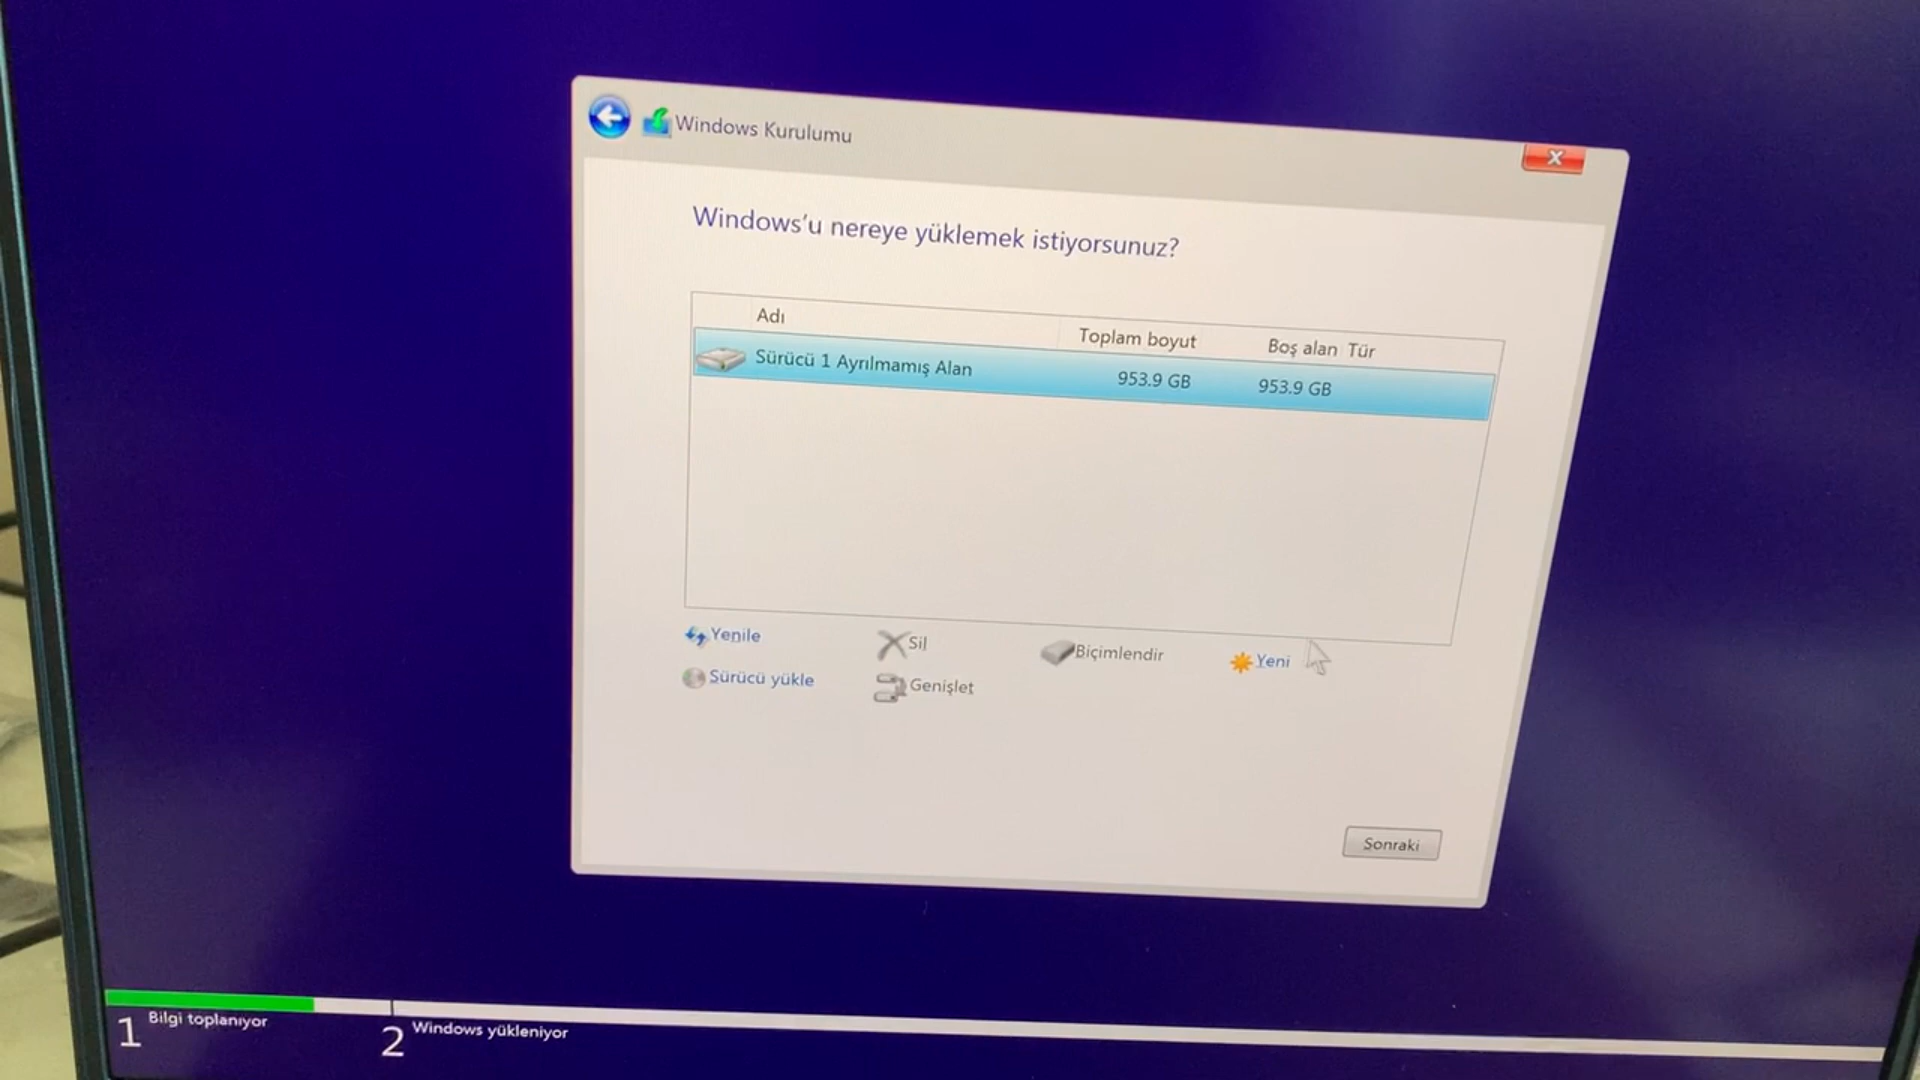 Windows Kurulumu
X
Windows'u nereye yüklemek istiyorsunuz?
Adı Toplam boyut Boş alan Tür
Sürücü 1 Ayrılmamış Alan 953.9 GB 953.9 GB
Yenile Sil Biçimlendir Yeni
Sürücü yükle Genişlet
Sonraki
1 Bilgi toplanıyor 2 Windows yükleniyor